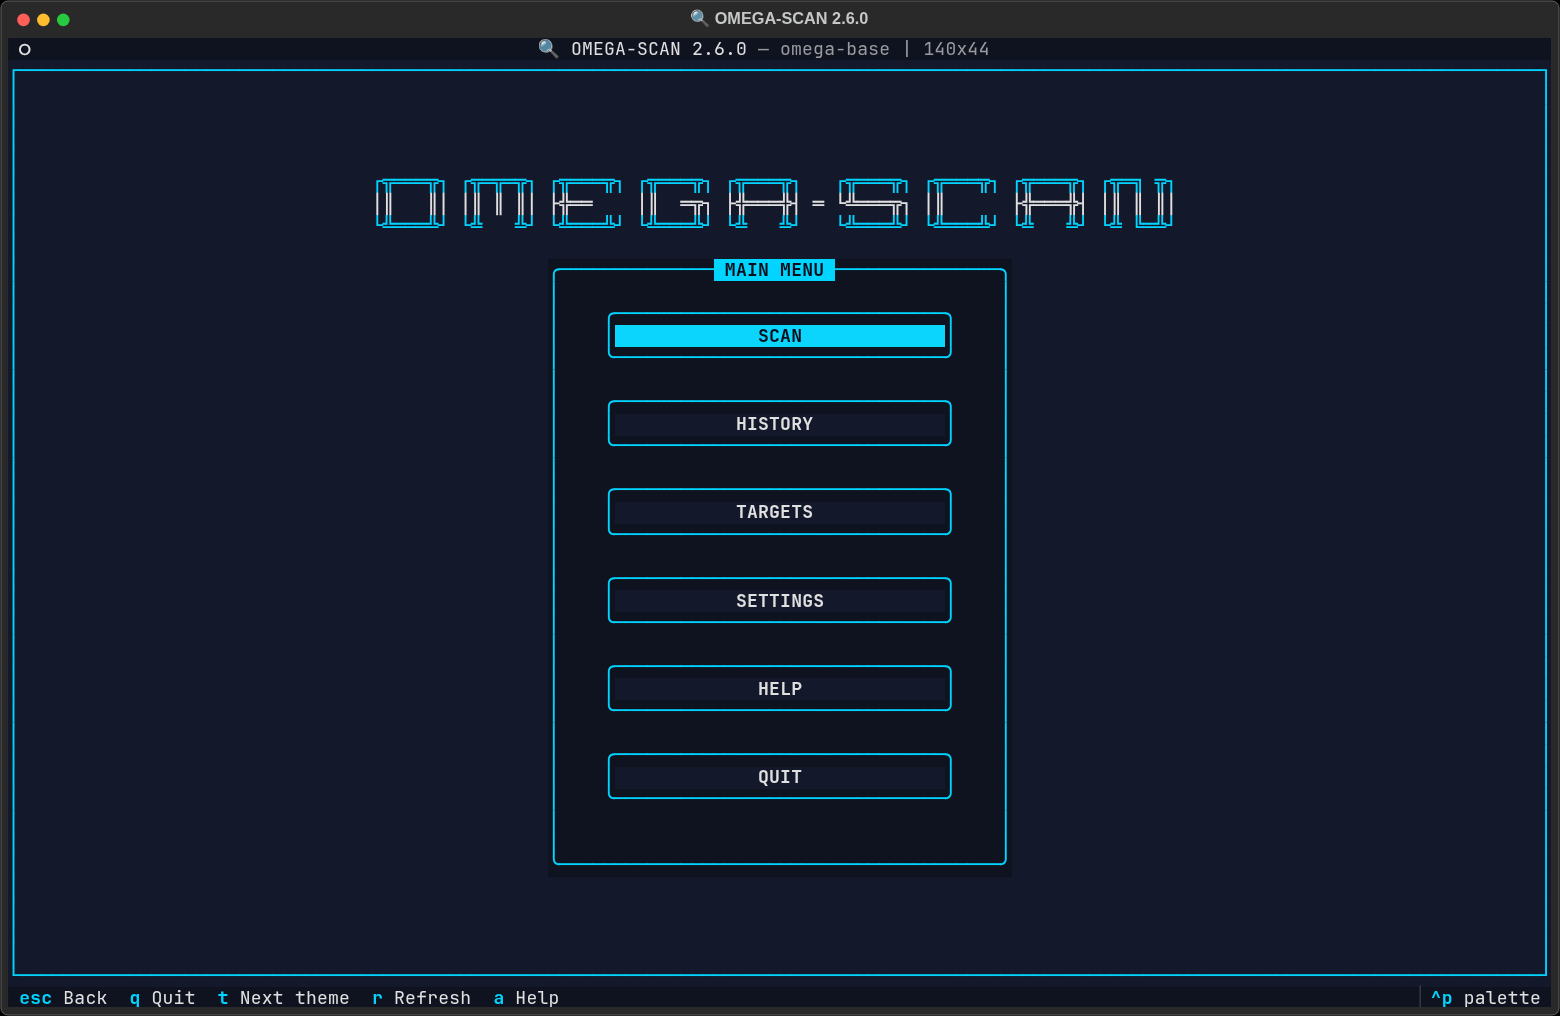 🔍 OMEGA-SCAN 2.6.0
🔍 OMEGA-SCAN 2.6.0 — omega-base | 140x44
OMEGA-SCAN
MAIN MENU
SCAN
HISTORY
TARGETS
SETTINGS
HELP
QUIT
esc Back q Quit t Next theme r Refresh a Help ^p palette